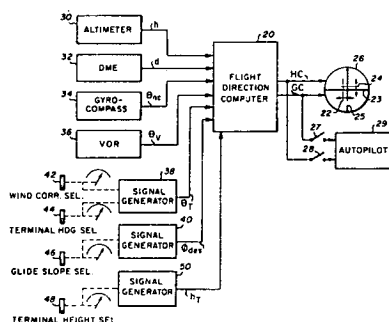 30
ALTIMETER
h
32
DME
d
34
GYRO-
COMPASS
θnc
36
VOR
θv
20
FLIGHT
DIRECTION
COMPUTER
HC
GC
26
24
23
22
25
27
28
29
AUTOPILOT
42
WIND CORR. SEL.
38
SIGNAL
GENERATOR
θT
44
TERMINAL HDG SEL
40
SIGNAL
GENERATOR
ϕdes
46
GLIDE SLOPE SEL.
50
SIGNAL
GENERATOR
hT
48
TERMINAL HEIGHT SEL